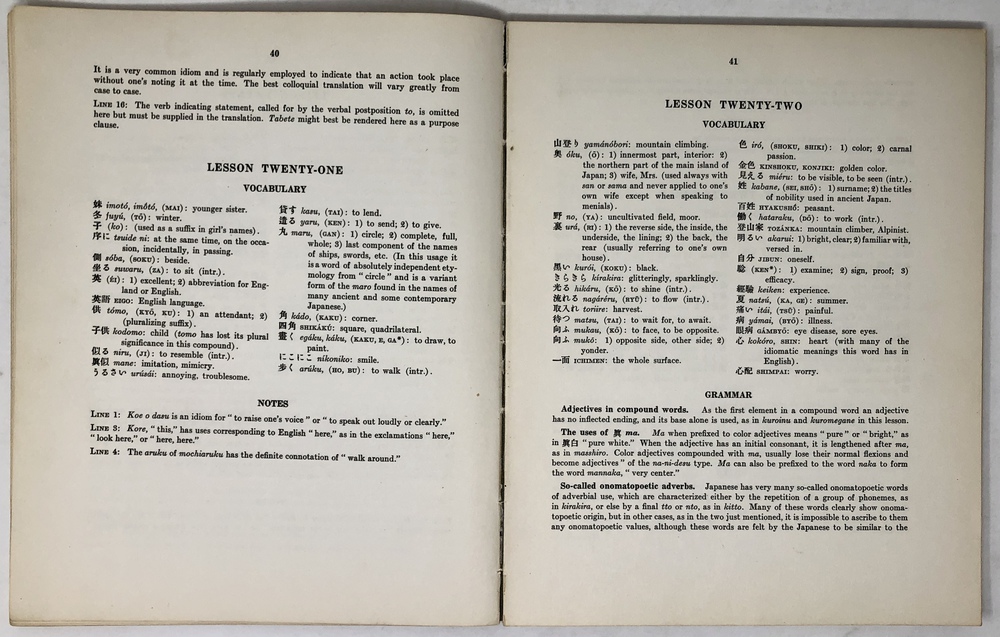 40
It is a very common idiom and is regularly employed to indicate that an action took place
without one's noting it at the time. The best colloquial translation will vary greatly from
case to case.
LINE 16: The verb indicating statement, called for by the verbal postposition to, is omitted
here but must be supplied in the translation. Tabete might best be rendered here as a purpose
clause.
LESSON TWENTY-ONE
VOCABULARY
妹 imotó, imôtó, (MAI): younger sister.
冬 fuyú, (TŌ): winter.
子 (ko): (used as a suffix in girl's names).
序に tsuide ni: at the same time, on the occa-
sion, incidentally, in passing.
側 sóba, (SOKU): beside.
坐る suwaru, (ZA): to sit (intr.).
英 (ÉI): 1) excellent; 2) abbreviation for Eng-
land or English.
英語 EIGO: English language.
供 tómo, (KYŌ, KU): 1) an attendant; 2)
(pluralizing suffix).
子供 kodomo: child (tomo has lost its plural
significance in this compound).
似る niru, (JI): to resemble (intr.).
眞似 mane: imitation, mimicry.
うるさい urúsái: annoying, troublesome.
貸す kasu, (TAI): to lend.
遣る yaru, (KEN): 1) to send; 2) to give.
丸 maru, (GAN): 1) circle; 2) complete, full,
whole; 3) last component of the names
of ships, swords, etc. (In this usage it
is a word of absolutely independent ety-
mology from "circle" and is a variant
form of the maro found in the names of
many ancient and some contemporary
Japanese.)
角 kádo, (KAKU): corner.
四角 SHIKÁKÚ: square, quadrilateral.
畫く egáku, káku, (KAKU, E, GA*): to draw, to
paint.
にこにこ níkoniko: smile.
歩く arúku, (HO, BU): to walk (intr.).
NOTES
LINE 1: Koe o dasu is an idiom for "to raise one's voice" or "to speak out loudly or clearly."
LINE 3: Kore, "this," has uses corresponding to English "here," as in the exclamations "here,"
"look here," or "here, here."
LINE 4: The aruku of mochiaruku has the definite connotation of "walk around."
41
LESSON TWENTY-TWO
VOCABULARY
山登り yamánóbori: mountain climbing.
奧 óku, (Ō): 1) innermost part, interior: 2)
the northern part of the main island of
Japan; 3) wife, Mrs. (used always with
san or sama and never applied to one's
own wife except when speaking to
menials).
野 no, (YA): uncultivated field, moor.
裏 urá, (RI): 1) the reverse side, the inside, the
underside, the lining; 2) the back, the
rear (usually referring to one's own
house).
黑い kurói, (KOKU): black.
きらきら kírakira: glitteringly, sparklingly.
光る hikáru, (KŌ): to shine (intr.).
流れる nagáréru, (RYŪ): to flow (intr.).
取入れ toriire: harvest.
待つ matsu, (TAI): to wait for, to await.
向ふ mukau, (KŌ): to face, to be opposite.
向ふ mukó: 1) opposite side, other side; 2)
yonder.
一面 ICHIMEN: the whole surface.
色 iró, (SHOKU, SHIKI): 1) color; 2) carnal
passion.
金色 KINSHOKU, KONJIKI: golden color.
見える miéru: to be visible, to be seen (intr.).
姓 kabane, (SEI, SHŌ): 1) surname; 2) the titles
of nobility used in ancient Japan.
百姓 HYAKUSHŌ: peasant.
働く hataraku, (DŌ): to work (intr.).
登山家 TOZÁNKA: mountain climber, Alpinist.
明るい akarui: 1) bright, clear; 2) familiar with,
versed in.
自分 JIBUN: oneself.
驗 (KEN*): 1) examine; 2) sign, proof; 3)
efficacy.
經驗 keiken: experience.
夏 natsú, (KA, GE): summer.
痛い itái, (TSŪ): painful.
病 yámai, (BYŌ): illness.
眼病 GÁMBYŌ: eye disease, sore eyes.
心 kokóro, SHIN: heart (with many of the
idiomatic meanings this word has in
English).
心配 SHIMPAI: worry.
GRAMMAR
Adjectives in compound words. As the first element in a compound word an adjective
has no inflected ending, and its base alone is used, as in kuroinu and kuromegane in this lesson.
The uses of 眞 ma. Ma when prefixed to color adjectives means "pure" or "bright," as
in 眞白 "pure white." When the adjective has an initial consonant, it is lengthened after ma,
as in masshiro. Color adjectives compounded with ma, usually lose their normal flexions and
become adjectives" of the na-ni-desu type. Ma can also be prefixed to the word naka to form
the word mannaka, "very center."
So-called onomatopoetic adverbs. Japanese has very many so-called onomatopoetic words
of adverbial use, which are characterized either by the repetition of a group of phonemes, as
in kirakira, or else by a final tto or nto, as in kitto. Many of these words clearly show onoma-
topoetic origin, but in other cases, as in the two just mentioned, it is impossible to ascribe to them
any onomatopoetic values, although these words are felt by the Japanese to be similar to the